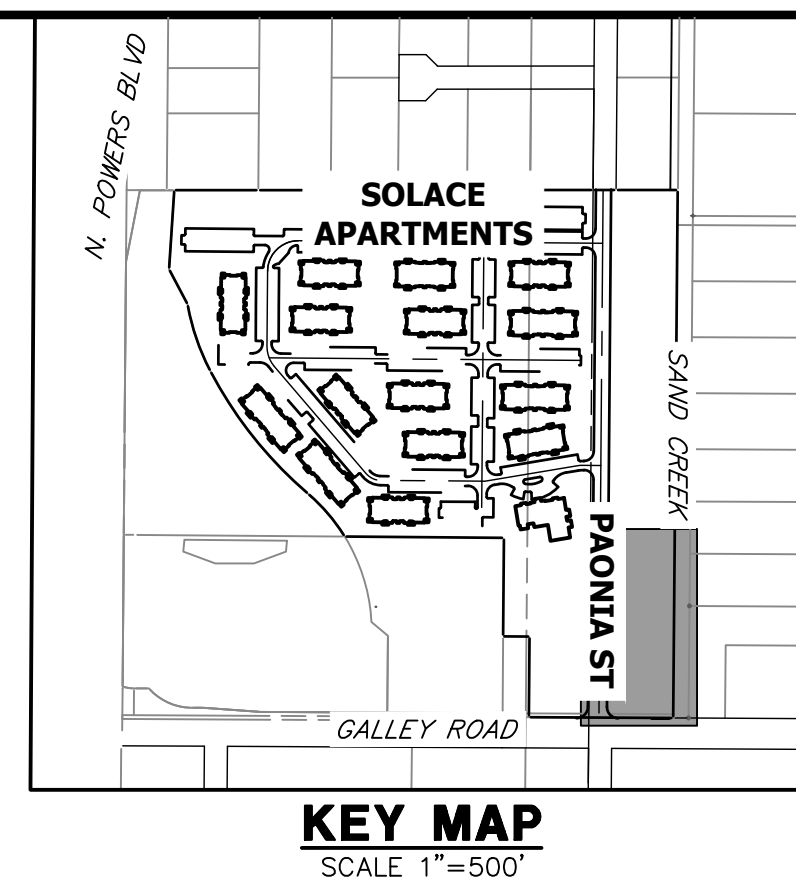 N. POWERS BLVD
SOLACE
APARTMENTS
SAND CREEK
PAONIA ST
GALLEY ROAD
KEY MAP
SCALE 1"=500'